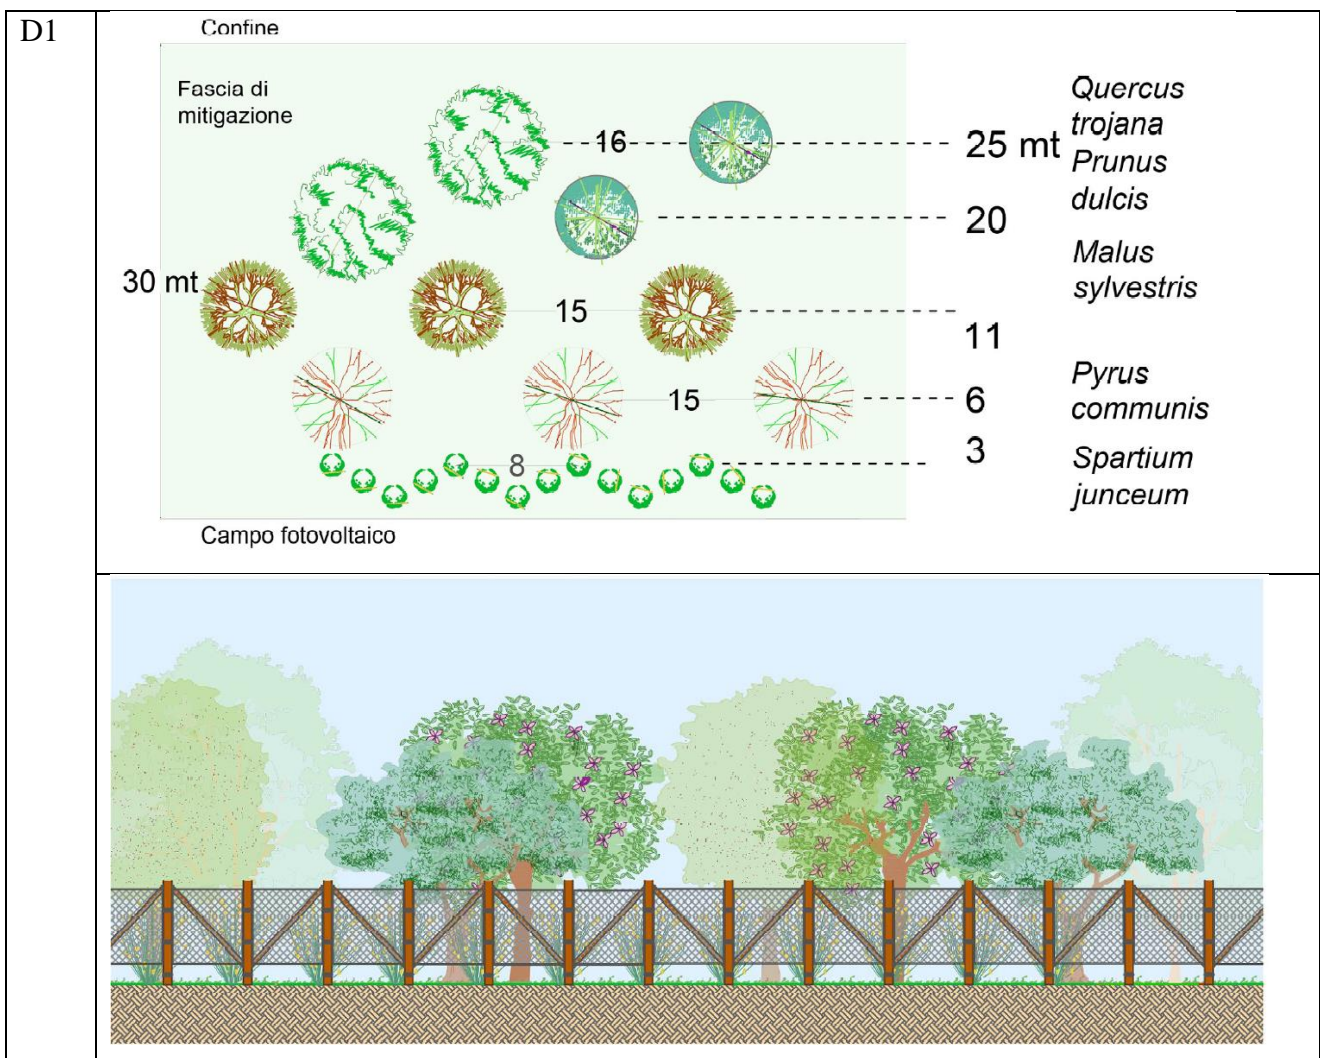 D1
Confine
Fascia di
mitigazione
16
25 mt
Quercus
trojana
Prunus
dulcis
20
Malus
sylvestris
30 mt
15
11
Pyrus
communis
15
6
3
8
Spartium
junceum
Campo fotovoltaico